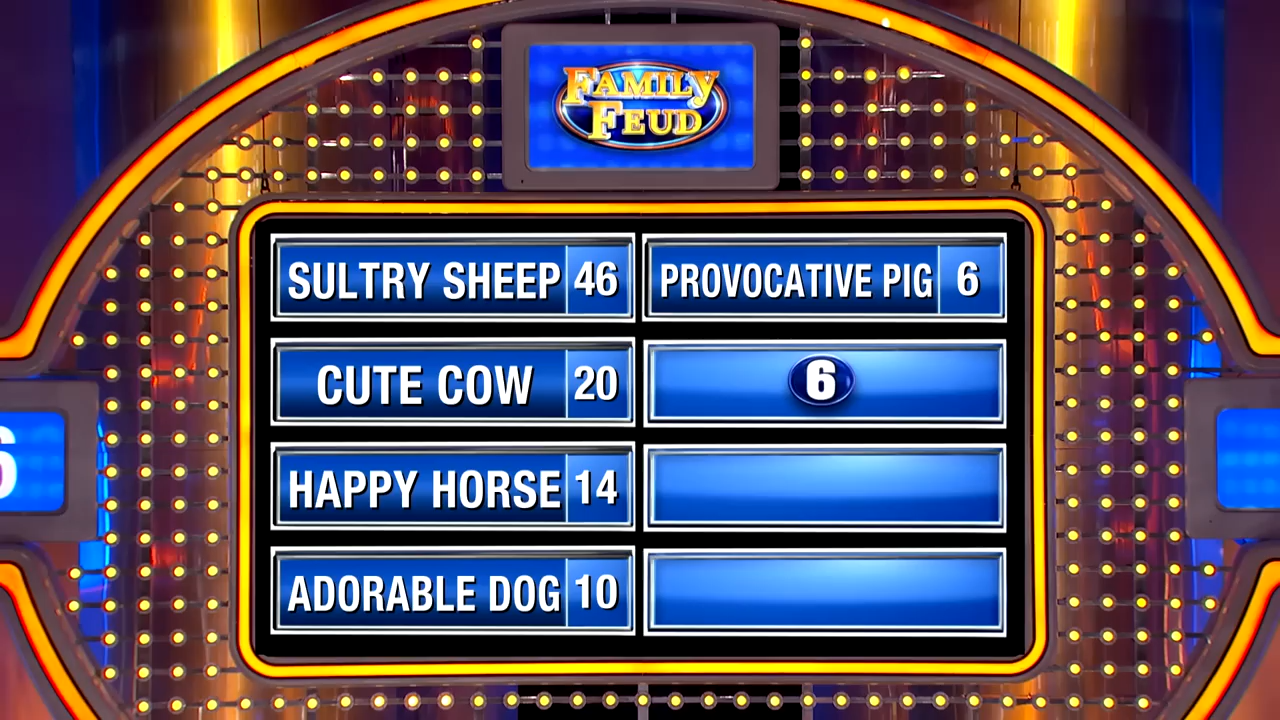 FAMILY
FEUD
SULTRY SHEEP 46
PROVOCATIVE PIG 6
CUTE COW 20
6
HAPPY HORSE 14
ADORABLE DOG 10